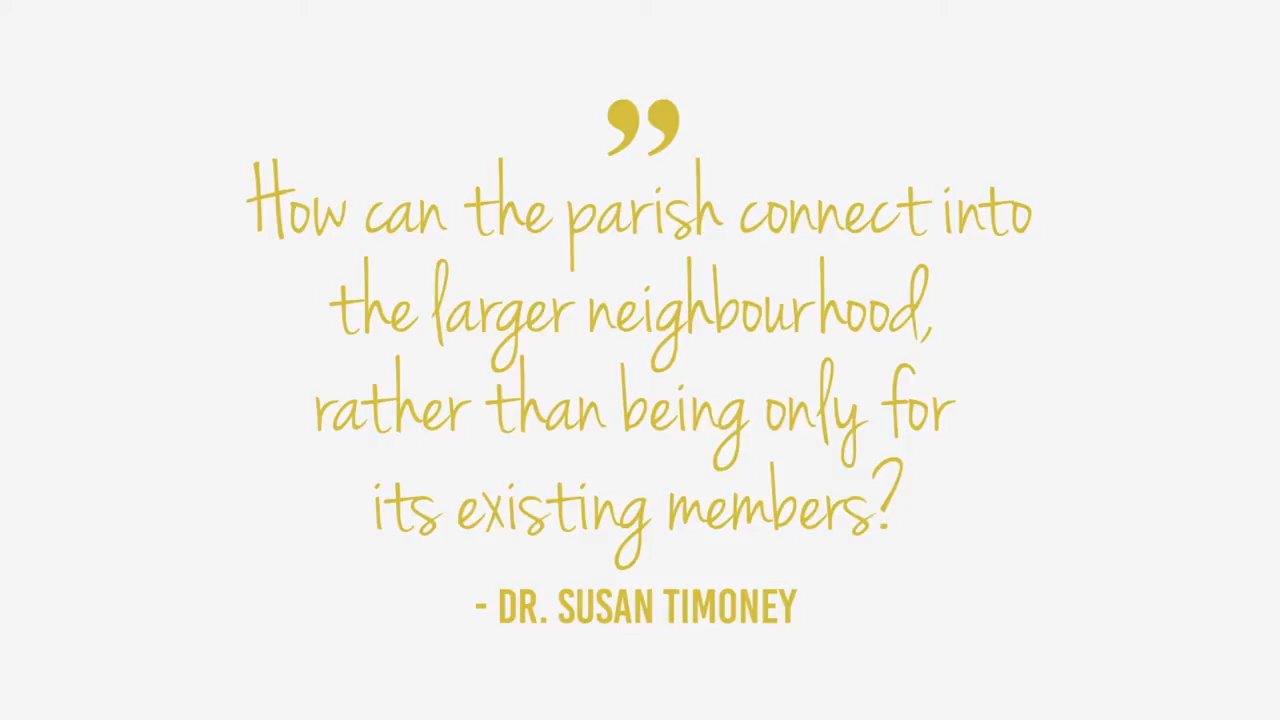 ”
How can the parish connect into
the larger neighbourhood,
rather than being only for
its existing members?
- DR. SUSAN TIMONEY